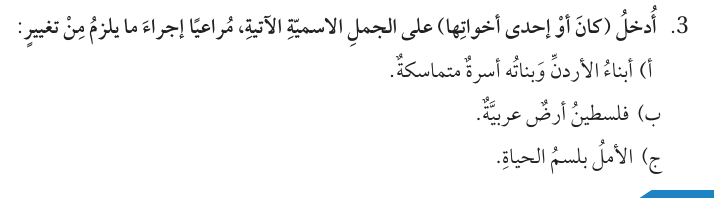 3. أُدخلُ (كانَ أوْ إحدى أخواتِها) على الجملِ الاسميّةِ الآتيةِ، مُراعيًا إجراءَ ما يلزمُ مِنْ تغييرٍ:
أ) أبناءُ الأردنِّ وَبناتُه أسرةٌ متماسكةٌ.
ب) فلسطينُ أرضٌ عربيَّةٌ.
ج) الأملُ بلسمُ الحياةِ.